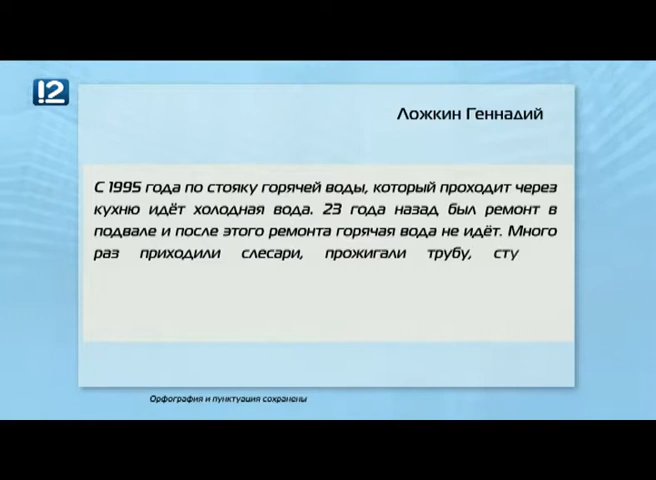 12
Ложкин Геннадий
С 1995 года по стояку горячей воды, который проходит через
кухню идёт холодная вода. 23 года назад был ремонт в
подвале и после этого ремонта горячая вода не идёт. Много
раз приходили слесари, прожигали трубу, сту
Орфография и пунктуация сохранены